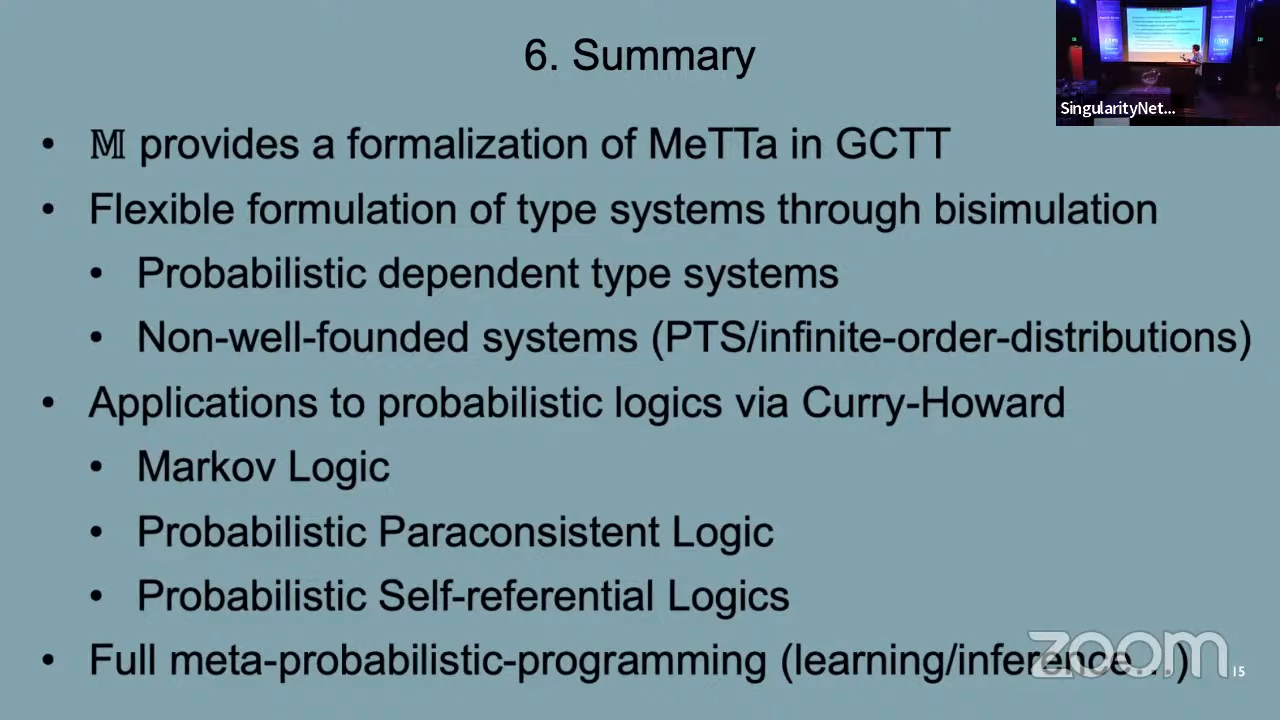 6. Summary
SingularityNet...
• 𝕄 provides a formalization of MeTTa in GCTT
• Flexible formulation of type systems through bisimulation
• Probabilistic dependent type systems
• Non-well-founded systems (PTS/infinite-order-distributions)
• Applications to probabilistic logics via Curry-Howard
• Markov Logic
• Probabilistic Paraconsistent Logic
• Probabilistic Self-referential Logics
• Full meta-probabilistic-programming (learning/inference...)
zoom
15